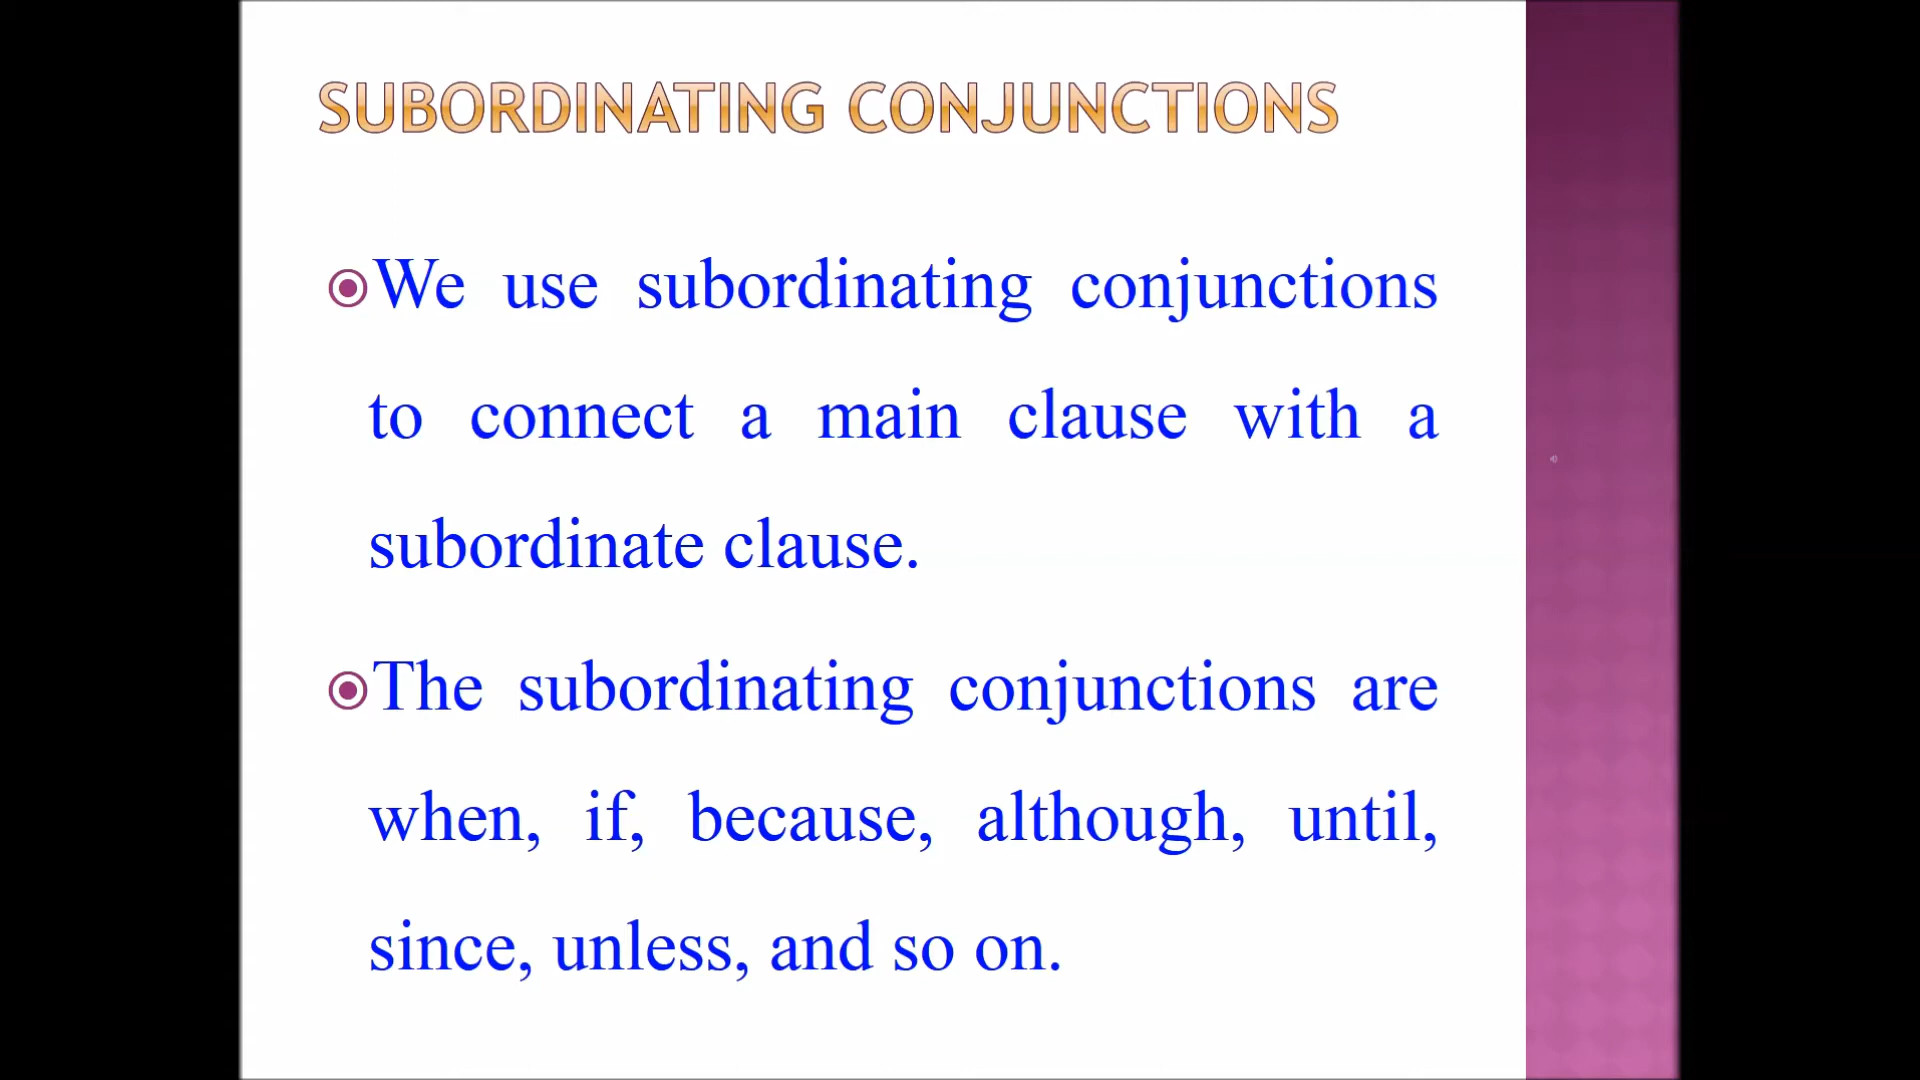 SUBORDINATING CONJUNCTIONS
We use subordinating conjunctions
to connect a main clause with a
subordinate clause.
The subordinating conjunctions are
when, if, because, although, until,
since, unless, and so on.